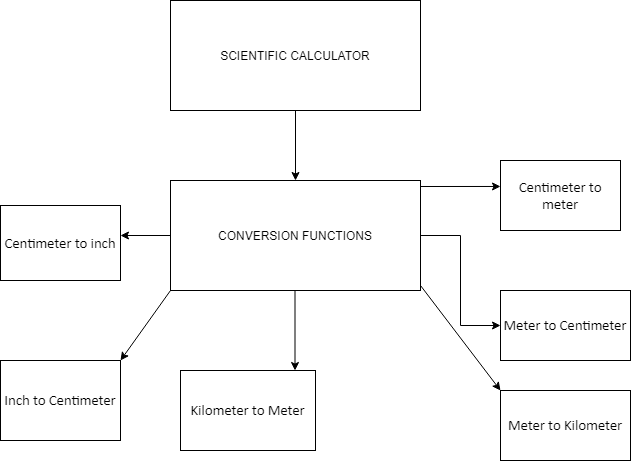 SCIENTIFIC CALCULATOR
Centimeter to
meter
CONVERSION FUNCTIONS
Centimeter to inch
Meter to Centimeter
Inch to Centimeter
Kilometer to Meter
Meter to Kilometer